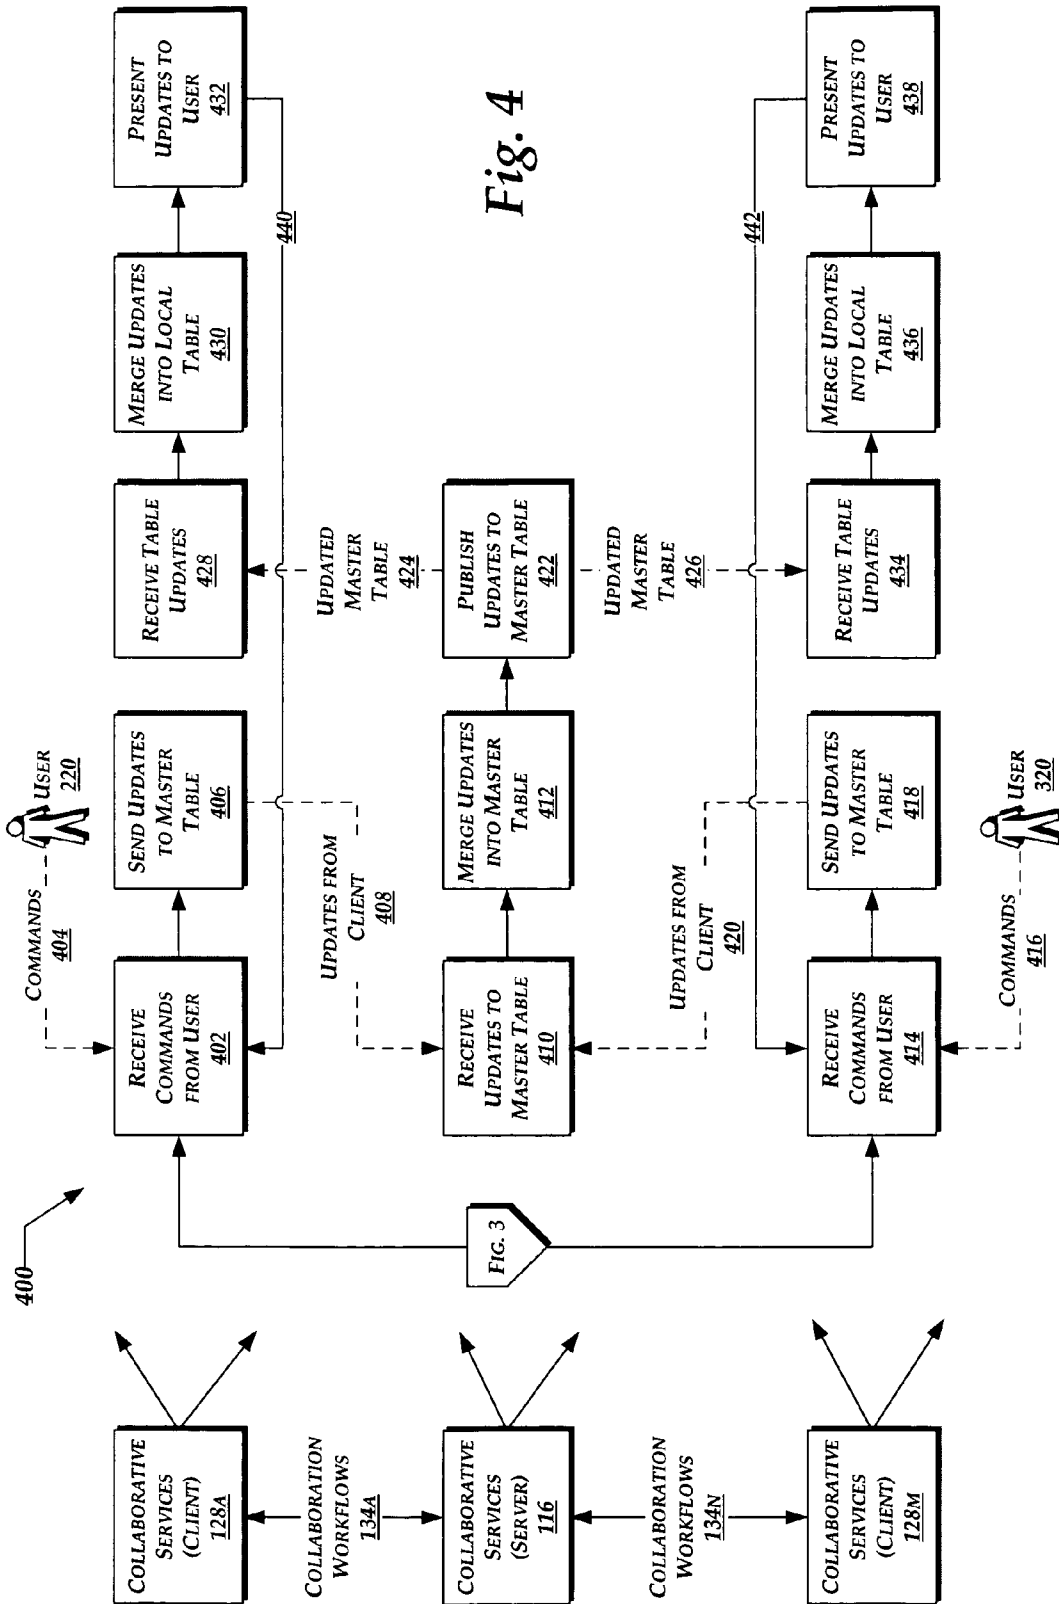 400
COLLABORATIVE
SERVICES
(CLIENT)
128A
COLLABORATION
WORKFLOWS
134A
COLLABORATIVE
SERVICES
(SERVER)
116
COLLABORATION
WORKFLOWS
134N
COLLABORATIVE
SERVICES
(CLIENT)
128M
FIG. 3
COMMANDS
404
USER
220
RECEIVE
COMMANDS
FROM USER
402
SEND UPDATES
TO MASTER
TABLE
406
RECEIVE TABLE
UPDATES
428
MERGE UPDATES
INTO LOCAL
TABLE
430
PRESENT
UPDATES TO
USER
432
440
UPDATES FROM
CLIENT
408
UPDATED
MASTER
TABLE
424
RECEIVE
UPDATES TO
MASTER TABLE
410
MERGE UPDATES
INTO MASTER
TABLE
412
PUBLISH
UPDATES TO
MASTER TABLE
422
Fig. 4
UPDATES FROM
CLIENT
420
UPDATED
MASTER
TABLE
426
442
RECEIVE
COMMANDS
FROM USER
414
SEND UPDATES
TO MASTER
TABLE
418
RECEIVE TABLE
UPDATES
434
MERGE UPDATES
INTO LOCAL
TABLE
436
PRESENT
UPDATES TO
USER
438
COMMANDS
416
USER
320